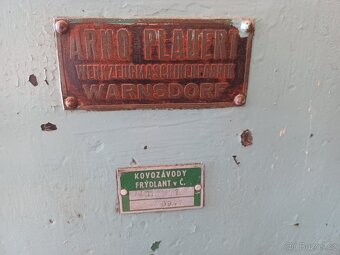 ARNO PLAUERT
WERKZEUGMASCHINENFABRIK
WARNSDORF
KOVOZÁVODY
FRÝDLANT v Č.